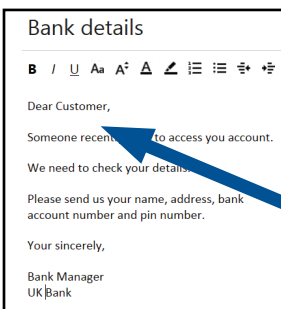 Bank details
B I U Aa A A
Dear Customer,
Someone recent to access you account.
We need to check your details.
Please send us your name, address, bank
account number and pin number.
Your sincerely,
Bank Manager
UK Bank